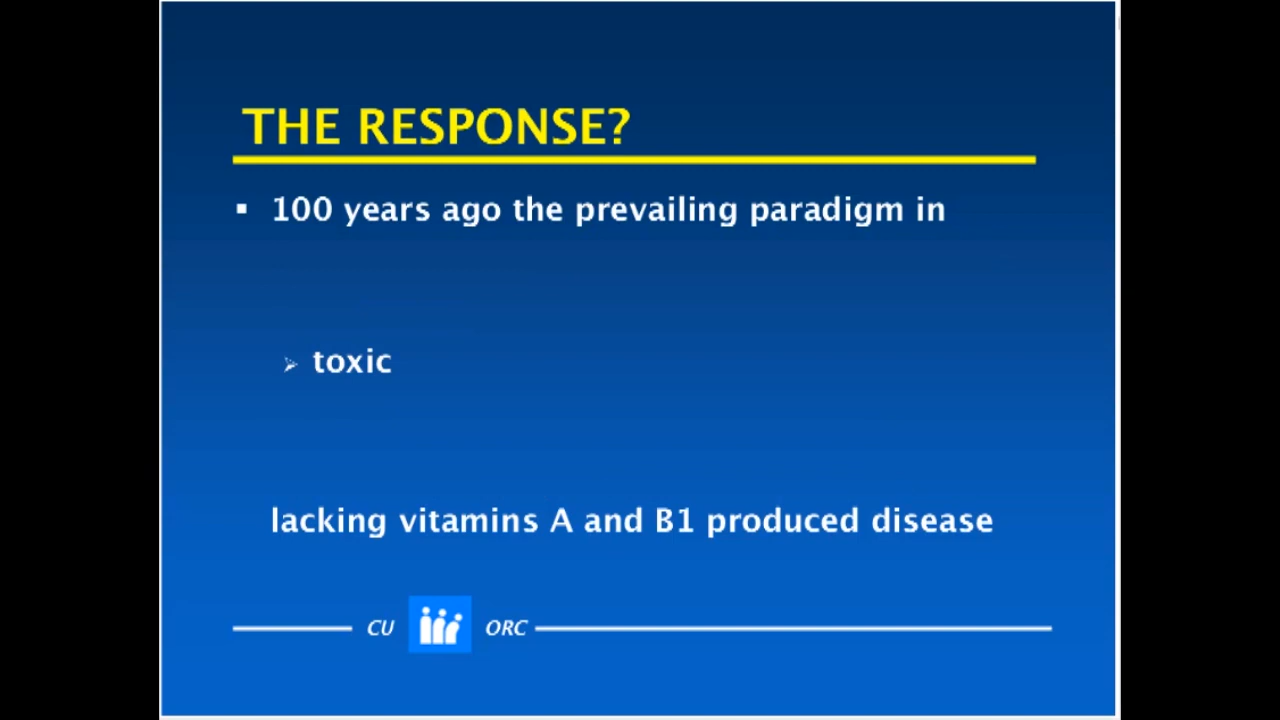 THE RESPONSE?
▪ 100 years ago the prevailing paradigm in
➢ toxic
lacking vitamins A and B1 produced disease
CU ORC